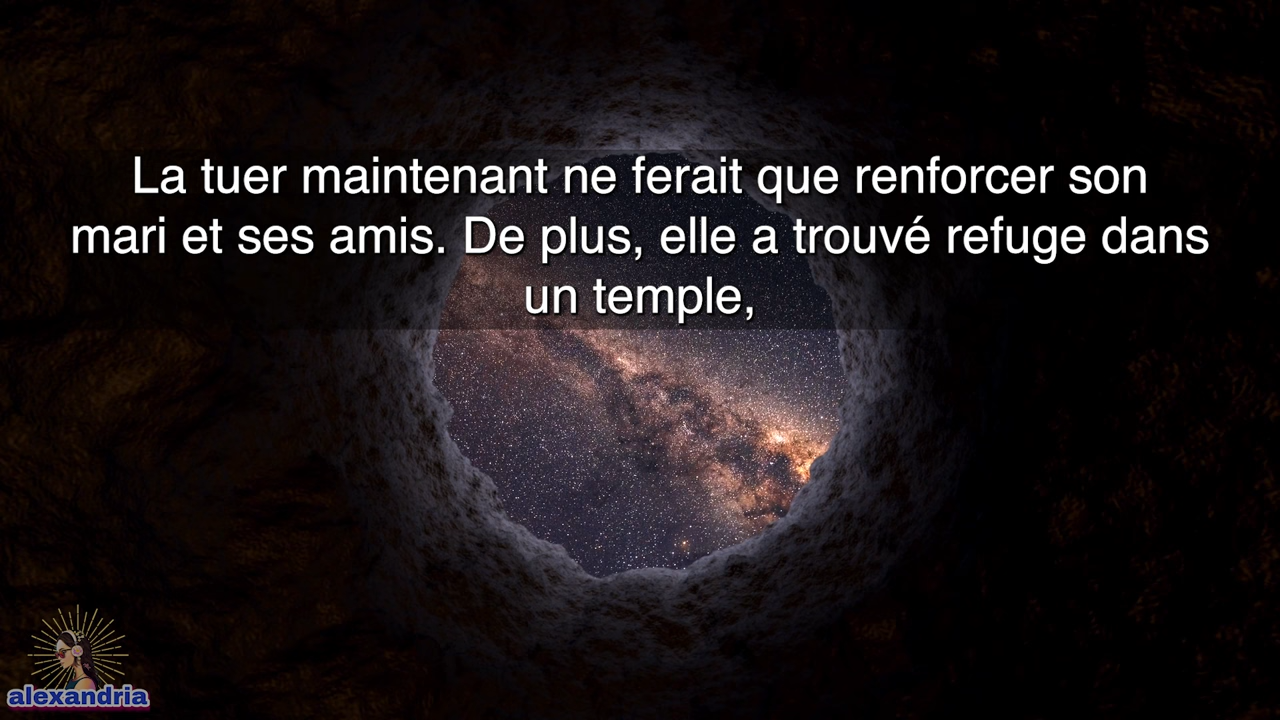 La tuer maintenant ne ferait que renforcer son
mari et ses amis. De plus, elle a trouvé refuge dans
un temple,
alexandria